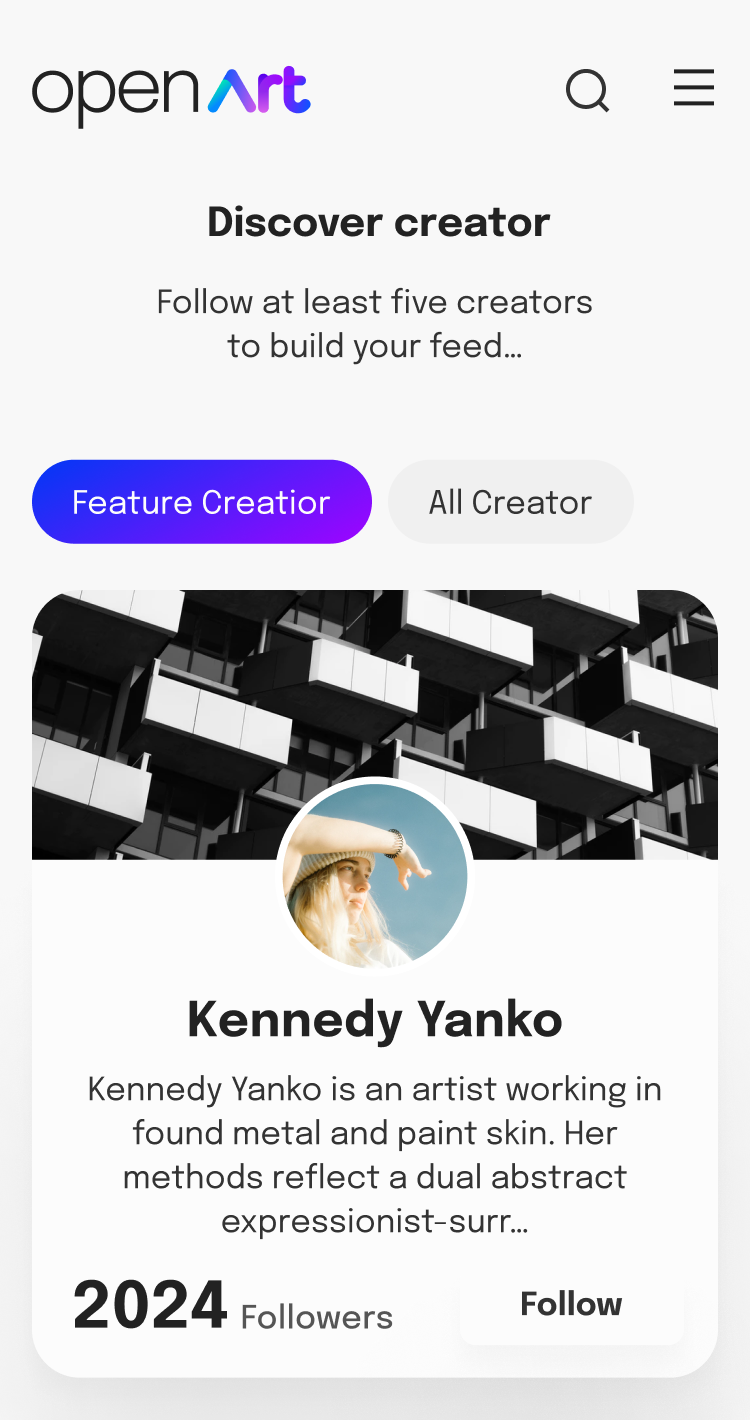 openArt
Discover creator
Follow at least five creators
to build your feed...
Feature Creatior
All Creator
Kennedy Yanko
Kennedy Yanko is an artist working in
found metal and paint skin. Her
methods reflect a dual abstract
expressionist-surr...
2024 Followers
Follow